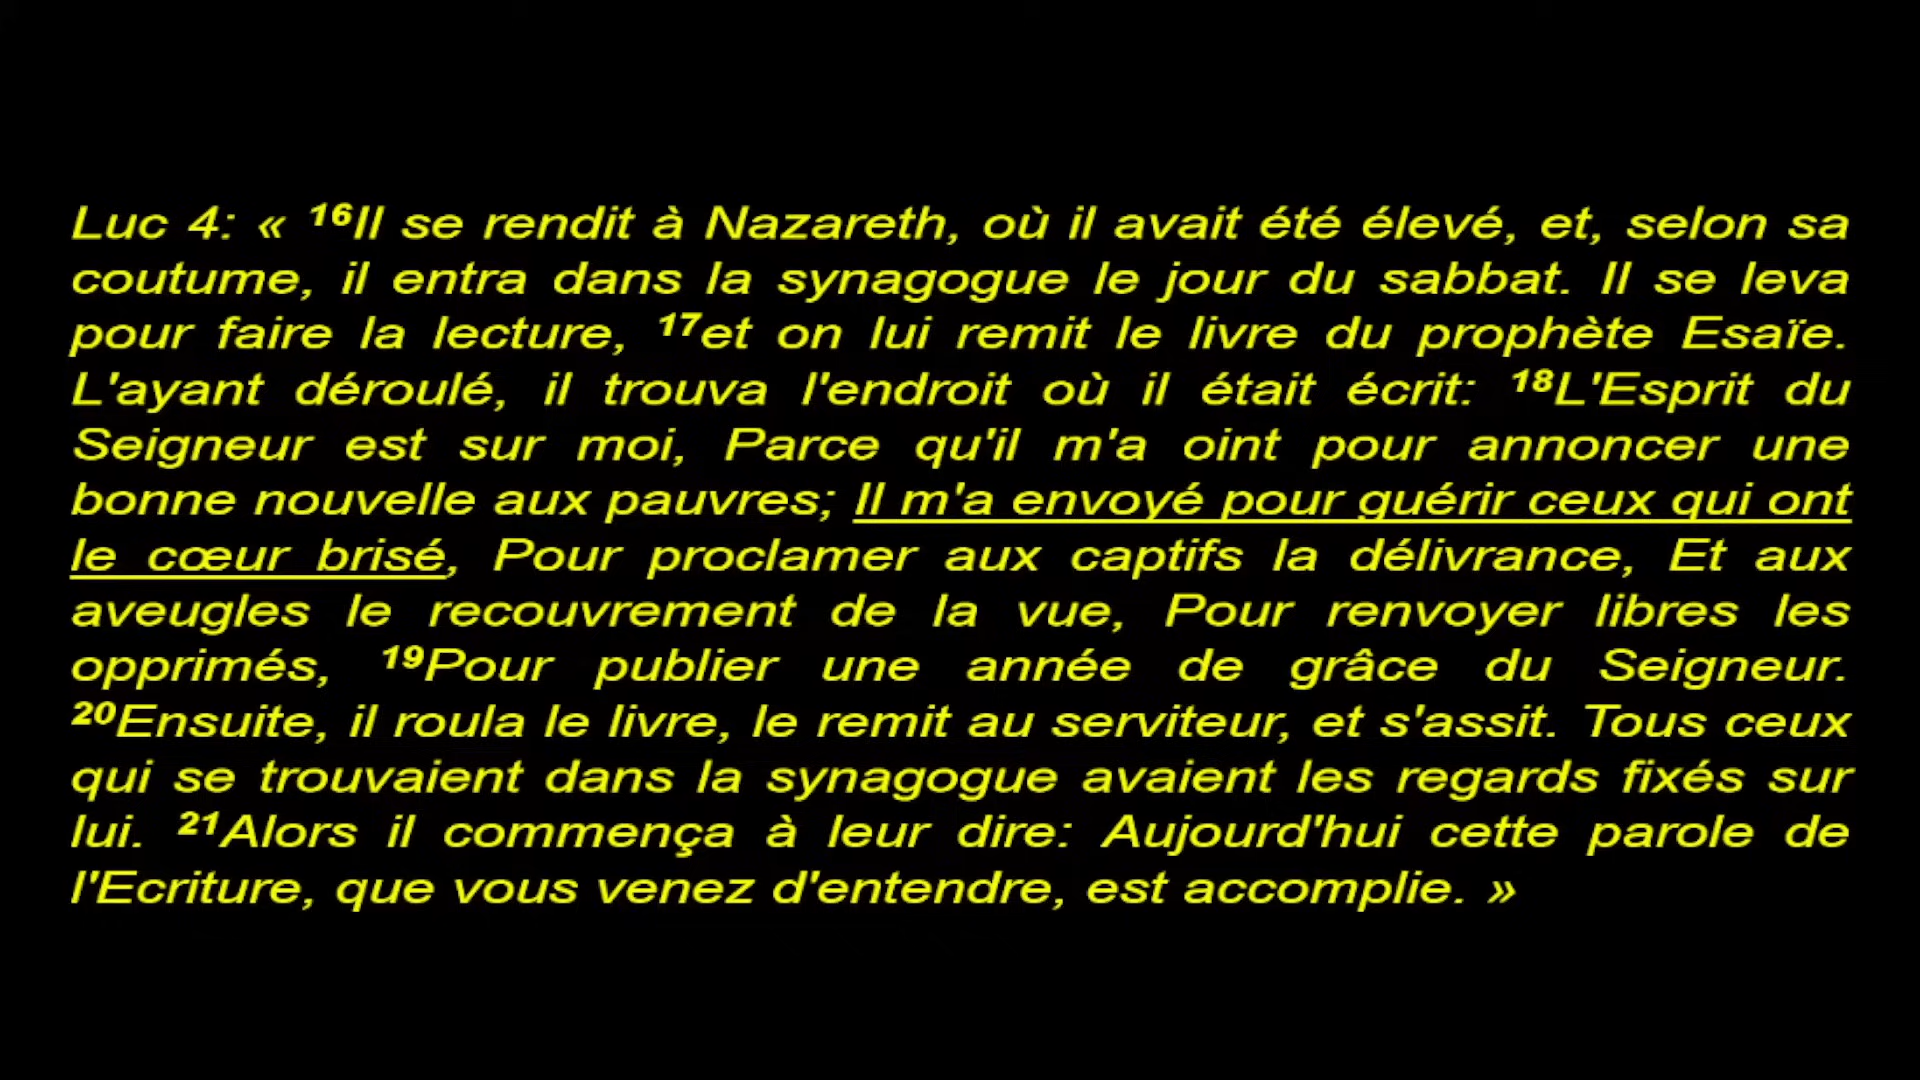 Luc 4: « 16Il se rendit à Nazareth, où il avait été élevé, et, selon sa
coutume, il entra dans la synagogue le jour du sabbat. Il se leva
pour faire la lecture, 17et on lui remit le livre du prophète Esaïe.
L'ayant déroulé, il trouva l'endroit où il était écrit: 18L'Esprit du
Seigneur est sur moi, Parce qu'il m'a oint pour annoncer une
bonne nouvelle aux pauvres; Il m'a envoyé pour guérir ceux qui ont
le cœur brisé, Pour proclamer aux captifs la délivrance, Et aux
aveugles le recouvrement de la vue, Pour renvoyer libres les
opprimés, 19Pour publier une année de grâce du Seigneur.
20Ensuite, il roula le livre, le remit au serviteur, et s'assit. Tous ceux
qui se trouvaient dans la synagogue avaient les regards fixés sur
lui. 21Alors il commença à leur dire: Aujourd'hui cette parole de
l'Ecriture, que vous venez d'entendre, est accomplie. »